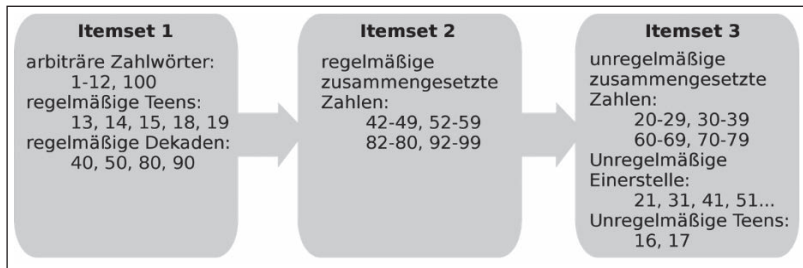 Itemset 1
arbiträre Zahlwörter:
1-12, 100
regelmäßige Teens:
13, 14, 15, 18, 19
regelmäßige Dekaden:
40, 50, 80, 90
Itemset 2
regelmäßige
zusammengesetzte
Zahlen:
42-49, 52-59
82-80, 92-99
Itemset 3
unregelmäßige
zusammengesetzte
Zahlen:
20-29, 30-39
60-69, 70-79
Unregelmäßige
Einerstelle:
21, 31, 41, 51...
Unregelmäßige Teens:
16, 17